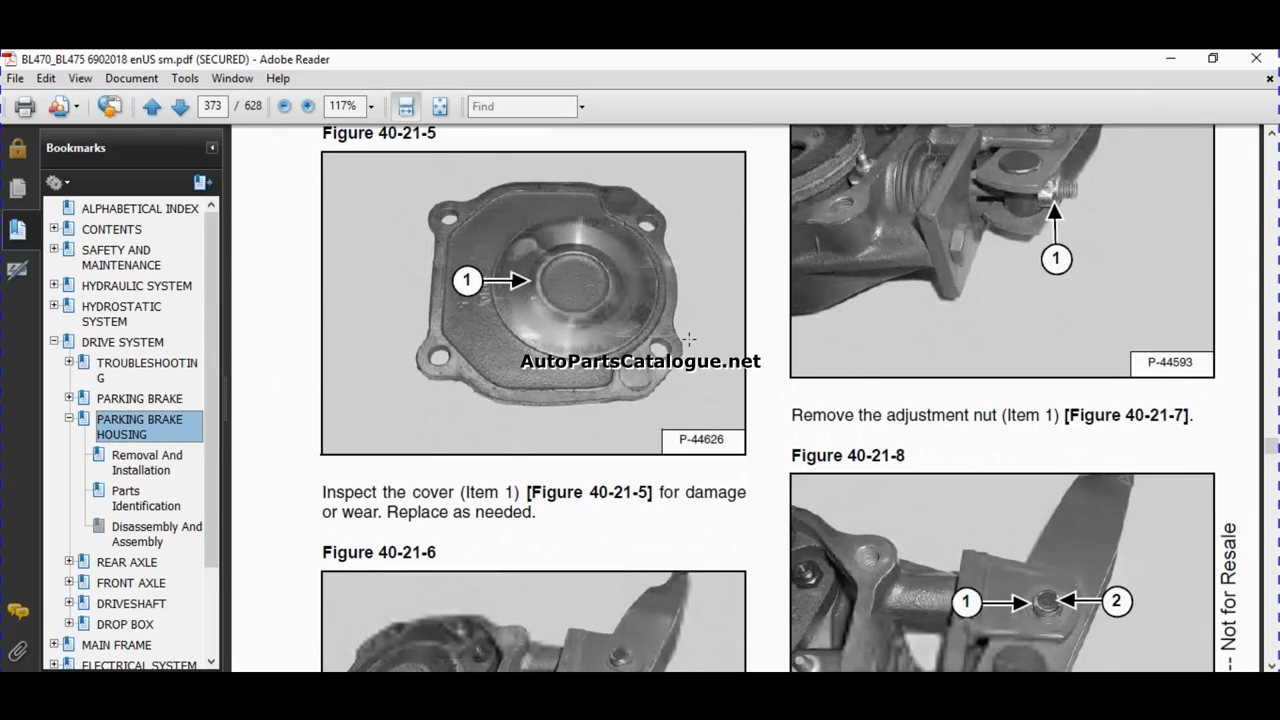 BL470_BL475 6902018 enUS sm.pdf (SECURED) - Adobe Reader
File Edit View Document Tools Window Help
373 / 628 117% Find
Bookmarks
ALPHABETICAL INDEX
CONTENTS
SAFETY AND
MAINTENANCE
HYDRAULIC SYSTEM
HYDROSTATIC
SYSTEM
DRIVE SYSTEM
TROUBLESHOOTIN
G
PARKING BRAKE
PARKING BRAKE
HOUSING
Removal And
Installation
Parts
Identification
Disassembly And
Assembly
REAR AXLE
FRONT AXLE
DRIVESHAFT
DROP BOX
MAIN FRAME
ELECTRICAL SYSTEM
Figure 40-21-5
1
AutoPartsCatalogue.net
P-44626
Inspect the cover (Item 1) [Figure 40-21-5] for damage
or wear. Replace as needed.
Figure 40-21-6
1
P-44593
Remove the adjustment nut (Item 1) [Figure 40-21-7].
Figure 40-21-8
1
2
-- Not for Resale